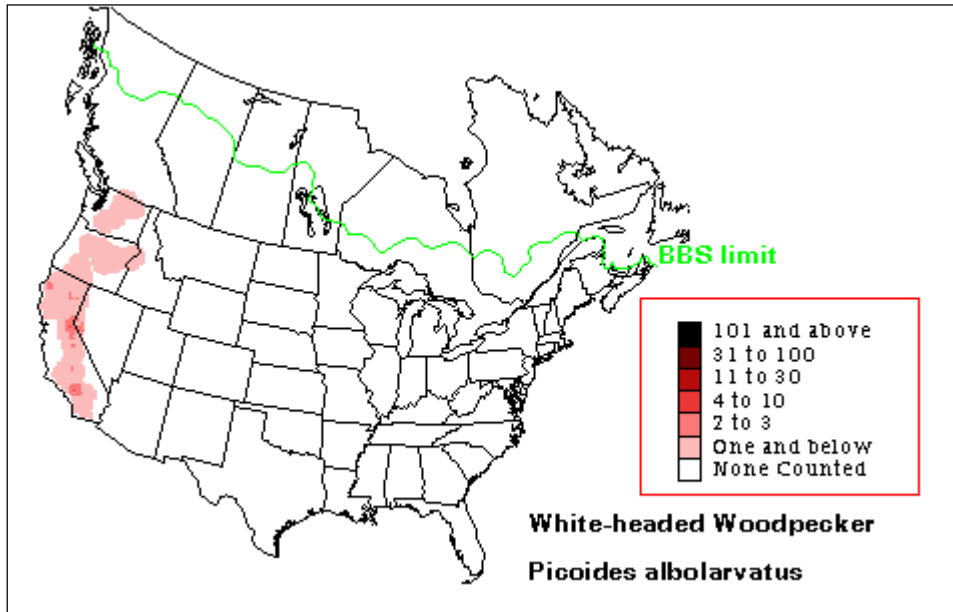 BBS limit
101 and above
31 to 100
11 to 30
4 to 10
2 to 3
One and below
None Counted
White-headed Woodpecker
Picoides albolarvatus